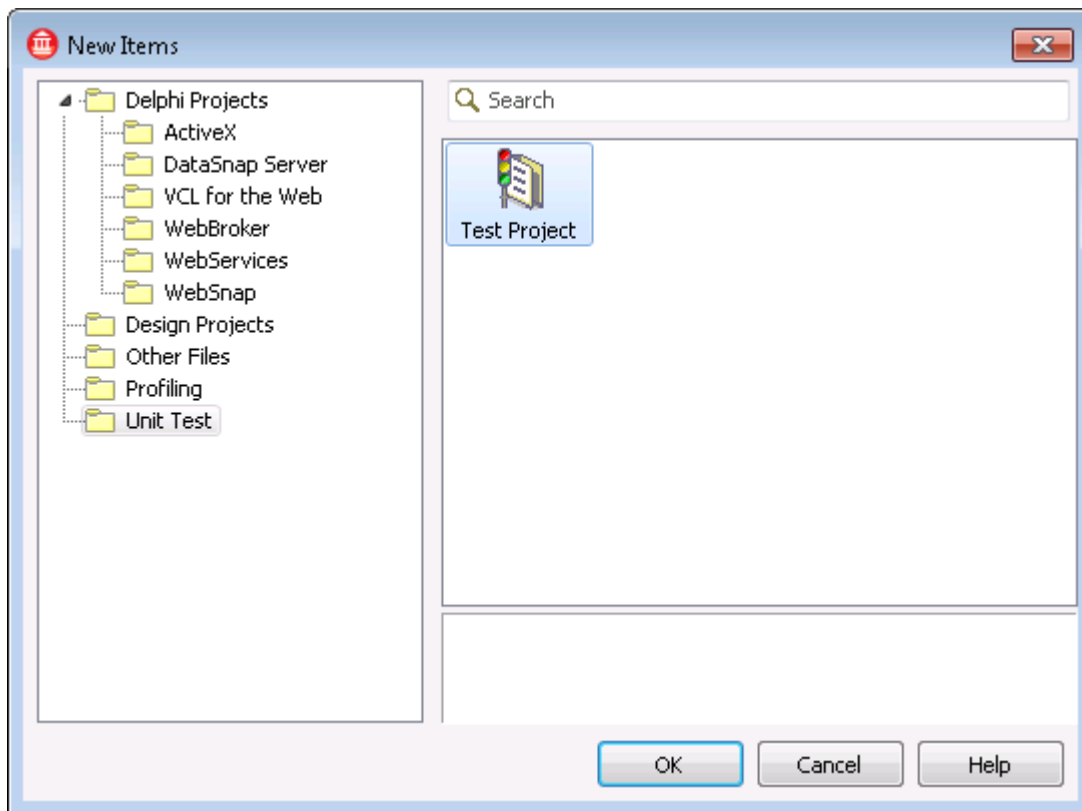 New Items
Delphi Projects
ActiveX
DataSnap Server
VCL for the Web
WebBroker
WebServices
WebSnap
Design Projects
Other Files
Profiling
Unit Test
Search
Test Project
OK
Cancel
Help